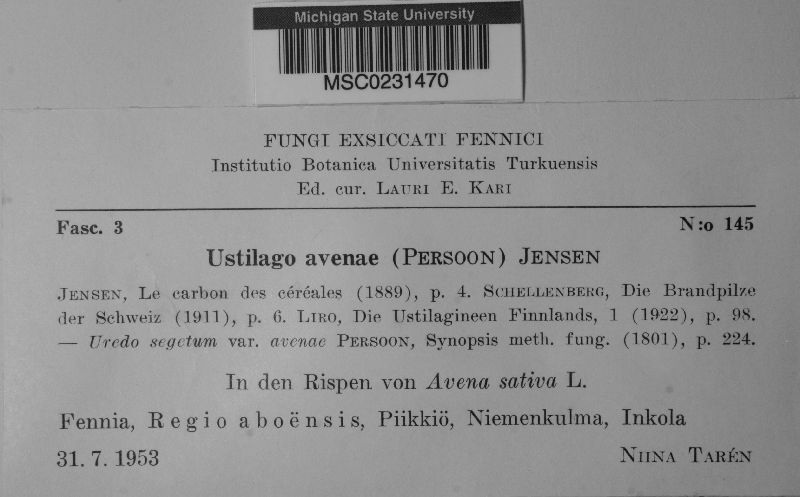 Michigan State University
MSC0231470
FUNGI EXSICCATI FENNICI
Institutio Botanica Universitatis Turkuensis
Ed. cur. LAURI E. KARI
Fasc. 3 N:o 145
Ustilago avenae (PERSOON) JENSEN
JENSEN, Le carbon des céréales (1889), p. 4. SCHELLENBERG, Die Brandpilze
der Schweiz (1911), p. 6. LIRO, Die Ustilagineen Finnlands, 1 (1922), p. 98.
— Uredo segetum var. avenae PERSOON, Synopsis meth. fung. (1801), p. 224.
In den Rispen von Avena sativa L.
Fennia, Regio aboënsis, Piikkiö, Niemenkulma, Inkola
31. 7. 1953 NIINA TARÉN